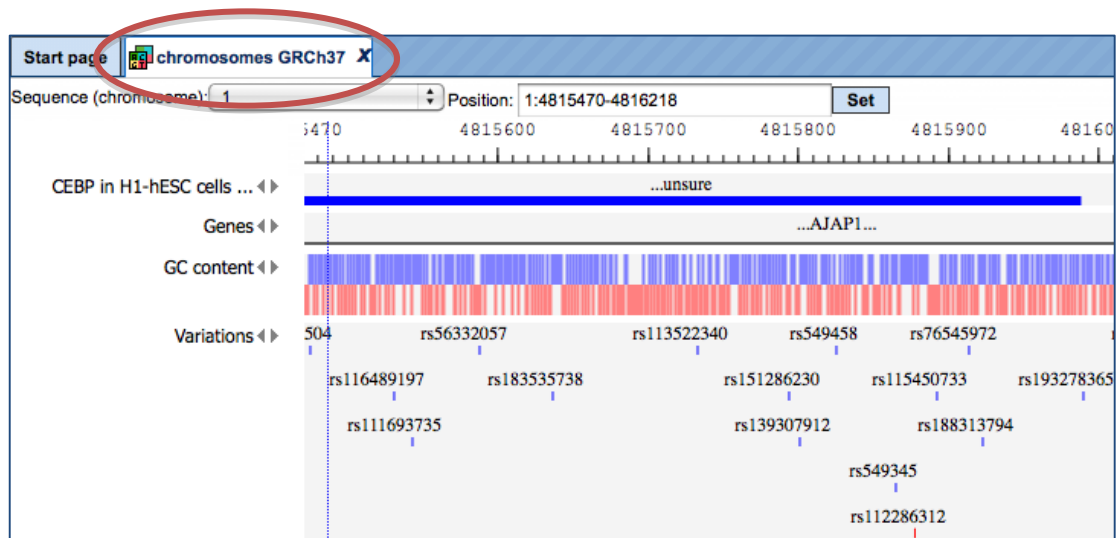 Start page chromosomes GRCh37 X
Sequence (chromosome): 1 Position: 1:4815470-4816218 Set
5470 4815600 4815700 4815800 4815900 48160
CEBP in H1-hESC cells ... ...unsure
Genes ...AJAP1...
GC content
Variations 504 rs56332057 rs113522340 rs549458 rs76545972
rs116489197 rs183535738 rs151286230 rs115450733 rs193278365
rs111693735 rs139307912 rs188313794
rs549345
rs112286312